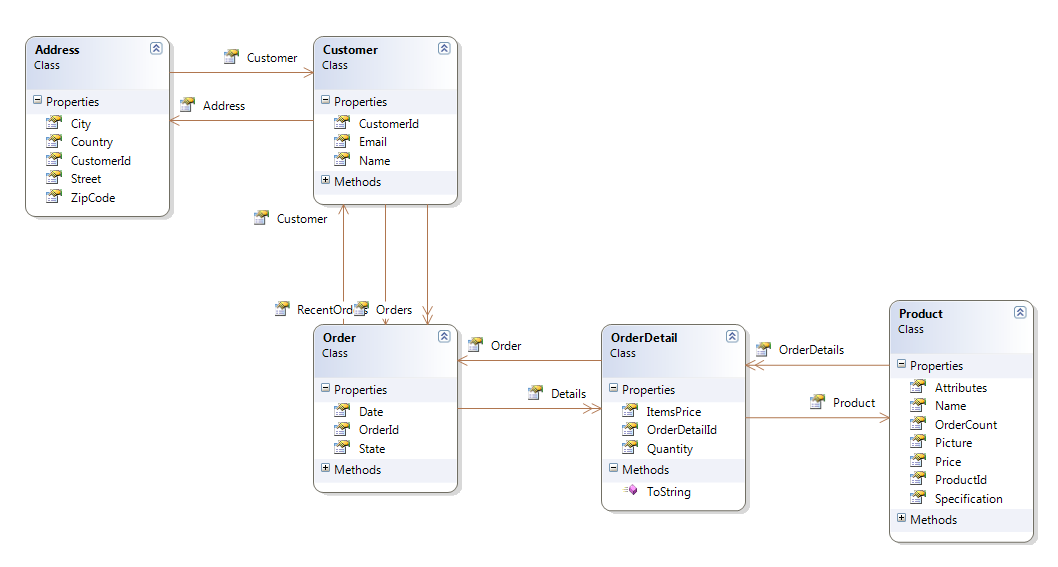 Address
Class
Properties
City
Country
CustomerId
Street
ZipCode
Customer
Address
Customer
Class
Properties
CustomerId
Email
Name
Methods
Customer
Orders
Order
Class
Properties
Date
OrderId
State
Methods
Order
Details
OrderDetail
Class
Properties
ItemsPrice
OrderDetailId
Quantity
Methods
ToString
OrderDetails
Product
Product
Class
Properties
Attributes
Name
OrderCount
Picture
Price
ProductId
Specification
Methods